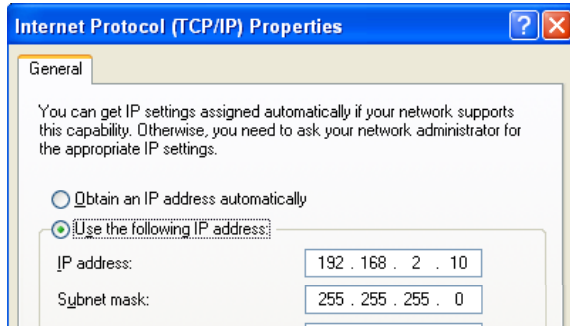 Internet Protocol (TCP/IP) Properties
General
You can get IP settings assigned automatically if your network supports
this capability. Otherwise, you need to ask your network administrator for
the appropriate IP settings.
Obtain an IP address automatically
Use the following IP address:
IP address: 192 . 168 . 2 . 10
Subnet mask: 255 . 255 . 255 . 0